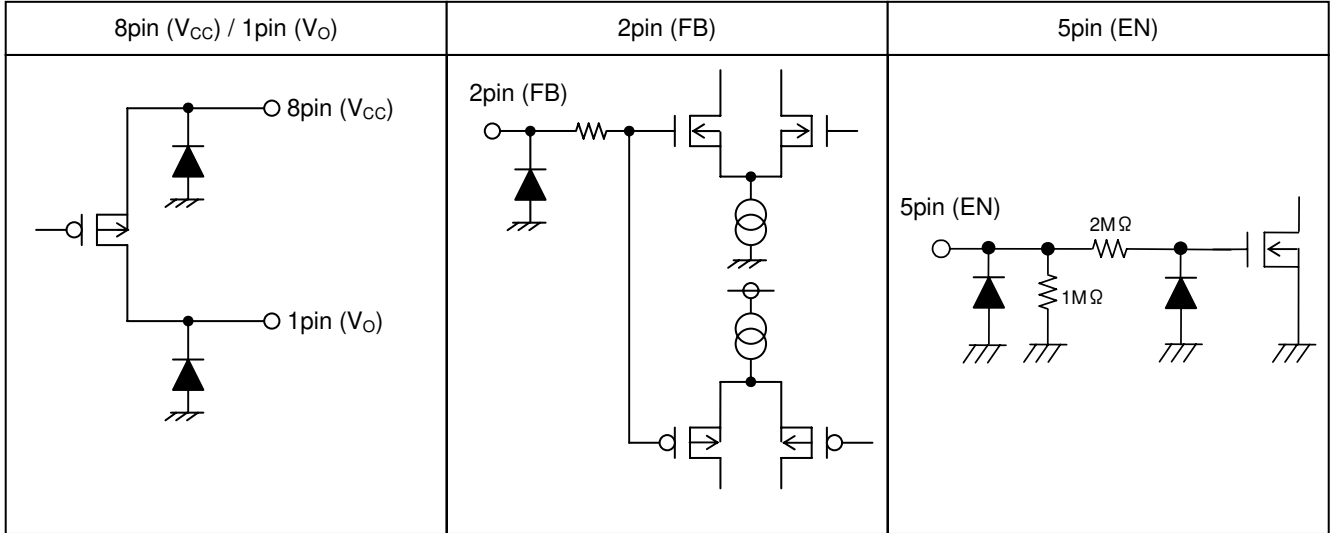 8pin (VCC) / 1pin (VO)
2pin (FB)
5pin (EN)
8pin (VCC)
1pin (VO)
2pin (FB)
5pin (EN)
2MΩ
1MΩ